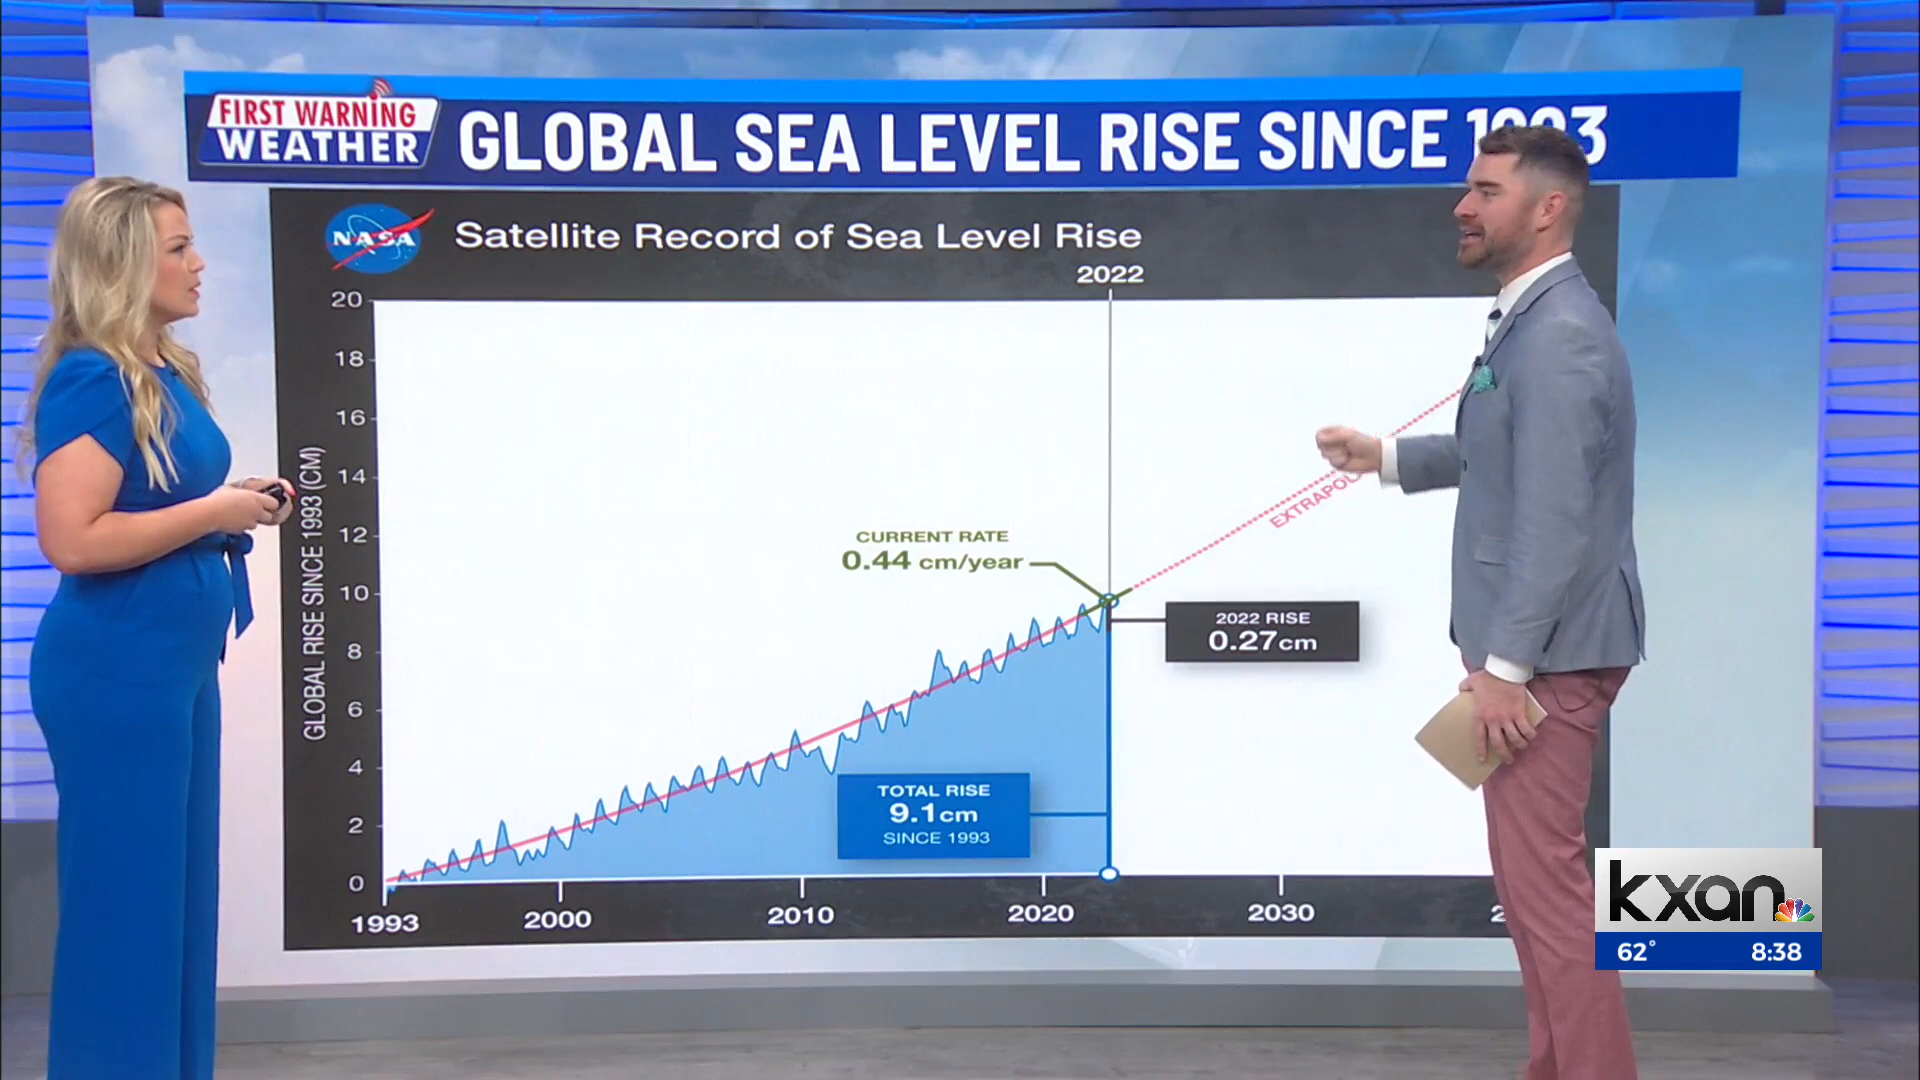 FIRST WARNING
WEATHER
GLOBAL SEA LEVEL RISE SINCE 1993
NASA
Satellite Record of Sea Level Rise
2022
20
18
16
14
12
10
8
6
4
2
0
GLOBAL RISE SINCE 1993 (CM)
CURRENT RATE
0.44 cm/year
2022 RISE
0.27cm
TOTAL RISE
9.1cm
SINCE 1993
1993
2000
2010
2020
2030
kxan
62°
8:38